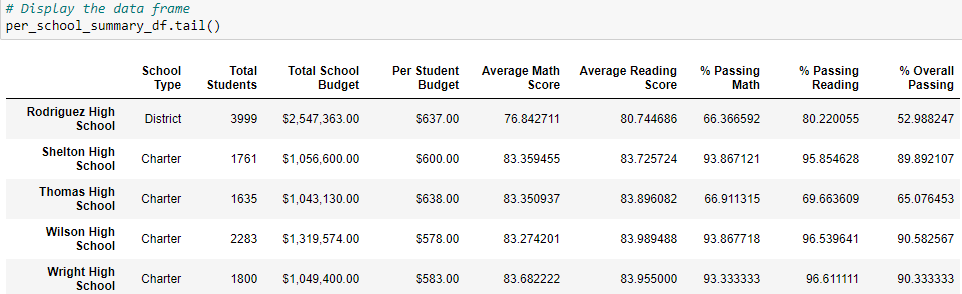 # Display the data frame
per_school_summary_df.tail()
School Type Total Students Total School Budget Per Student Budget Average Math Score Average Reading Score % Passing Math % Passing Reading % Overall Passing
Rodriguez High School District 3999 $2,547,363.00 $637.00 76.842711 80.744686 66.366592 80.220055 52.988247
Shelton High School Charter 1761 $1,056,600.00 $600.00 83.359455 83.725724 93.867121 95.854628 89.892107
Thomas High School Charter 1635 $1,043,130.00 $638.00 83.350937 83.896082 66.911315 69.663609 65.076453
Wilson High School Charter 2283 $1,319,574.00 $578.00 83.274201 83.989488 93.867718 96.539641 90.582567
Wright High School Charter 1800 $1,049,400.00 $583.00 83.682222 83.955000 93.333333 96.611111 90.333333